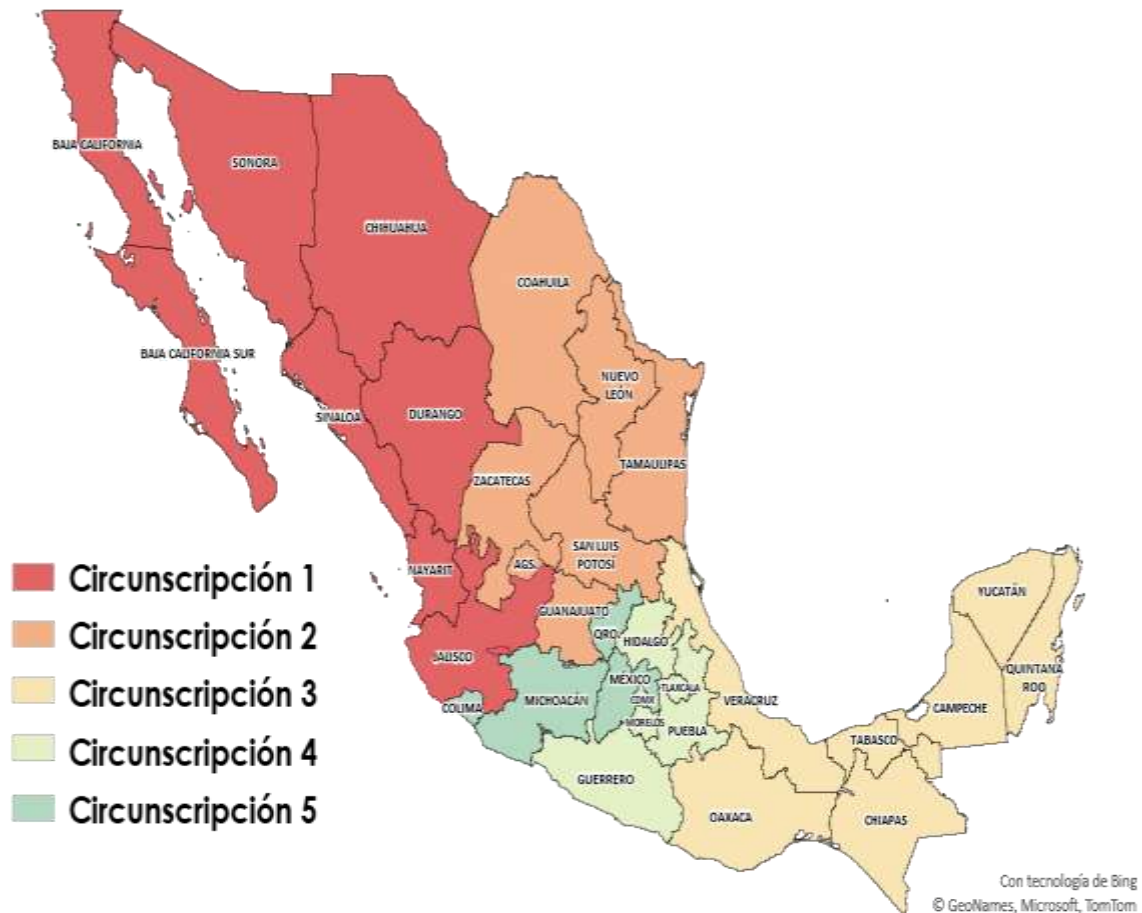 BAJA CALIFORNIA
SONORA
CHIHUAHUA
COAHUILA
BAJA CALIFORNIA SUR
NUEVO
LEÓN
SINALOA
DURANGO
TAMAULIPAS
ZACATECAS
SAN LUIS
POTOSÍ
NAYARIT
AGS.
YUCATÁN
GUANAJUATO
QRO.
HIDALGO
JALISCO
QUINTANA
ROO
MÉXICO
TLAXCALA
COLIMA
MICHOACÁN
CDMX
VERACRUZ
CAMPECHE
MORELOS
PUEBLA
TABASCO
GUERRERO
OAXACA
CHIAPAS
Circunscripción 1
Circunscripción 2
Circunscripción 3
Circunscripción 4
Circunscripción 5
Con tecnología de Bing
© GeoNames, Microsoft, TomTom